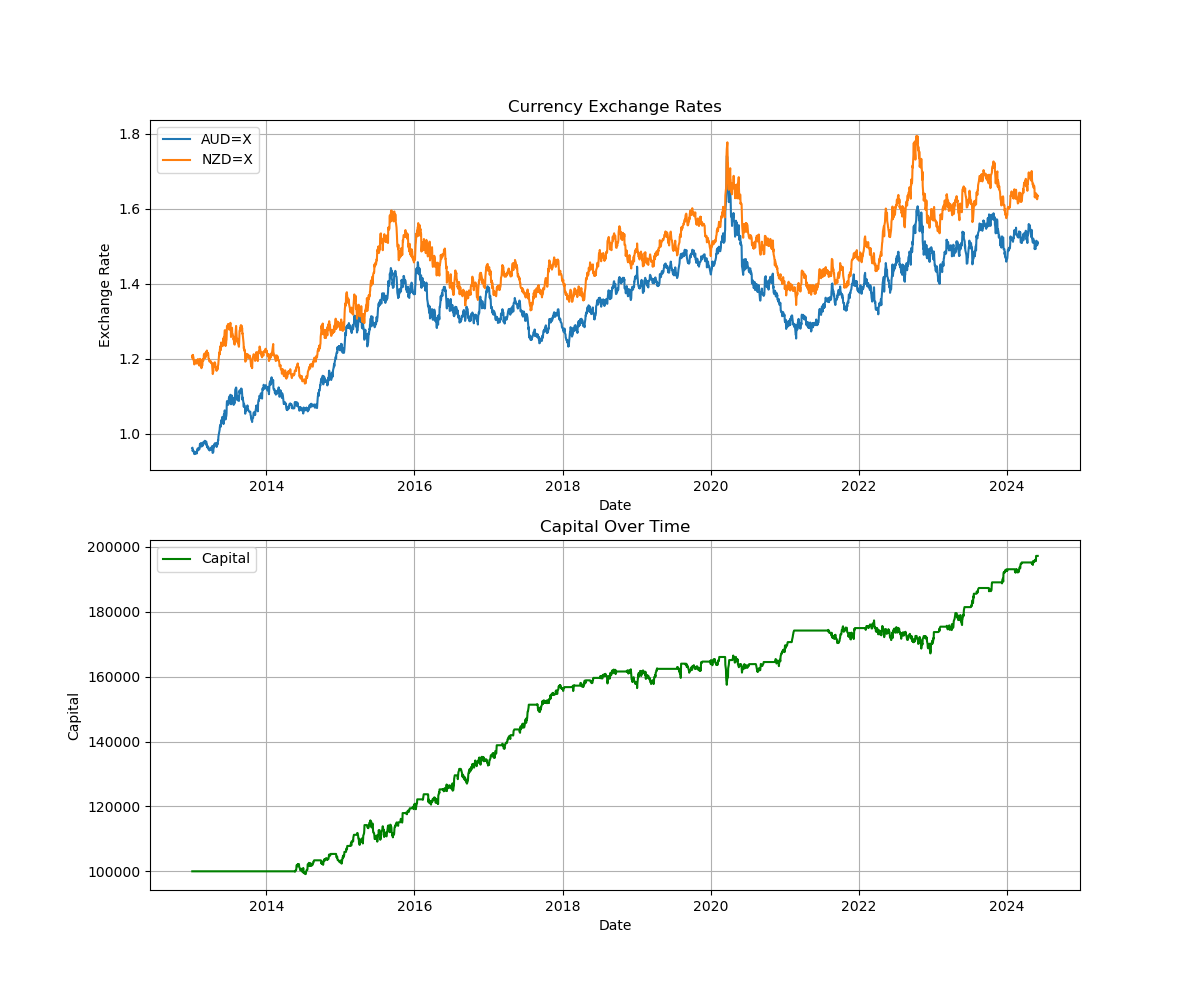 Currency Exchange Rates
AUD=X
NZD=X
1.8
1.6
1.4
1.2
1.0
Exchange Rate
2014 2016 2018 2020 2022 2024
Date
Capital Over Time
Capital
200000
180000
160000
140000
120000
100000
Capital
2014 2016 2018 2020 2022 2024
Date